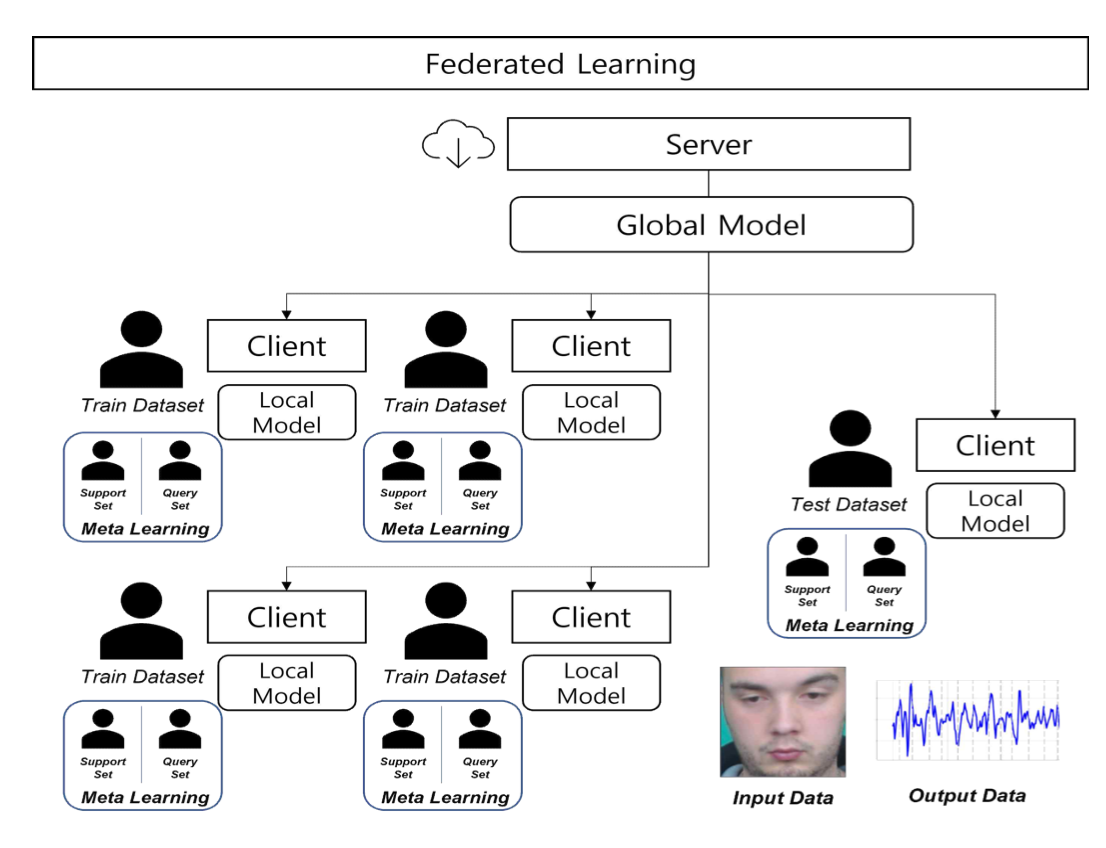 Federated Learning
Server
Global Model
Client
Train Dataset
Local
Model
Support
Set
Query
Set
Meta Learning
Client
Train Dataset
Local
Model
Support
Set
Query
Set
Meta Learning
Client
Test Dataset
Local
Model
Support
Set
Query
Set
Meta Learning
Client
Train Dataset
Local
Model
Support
Set
Query
Set
Meta Learning
Client
Train Dataset
Local
Model
Support
Set
Query
Set
Meta Learning
Input Data
Output Data